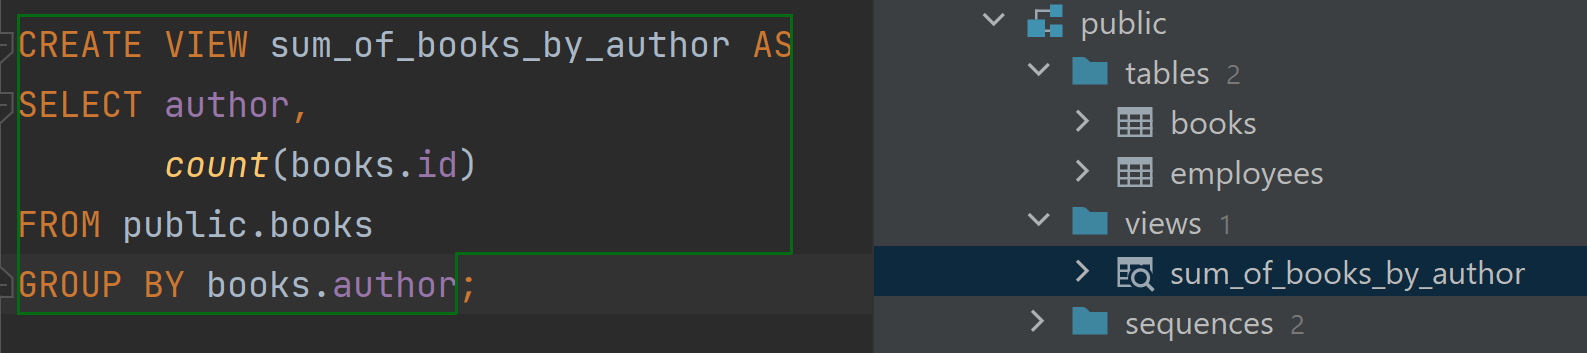 CREATE VIEW sum_of_books_by_author AS
SELECT author,
       count(books.id)
FROM public.books
GROUP BY books.author;
public
tables 2
books
employees
views 1
sum_of_books_by_author
sequences 2